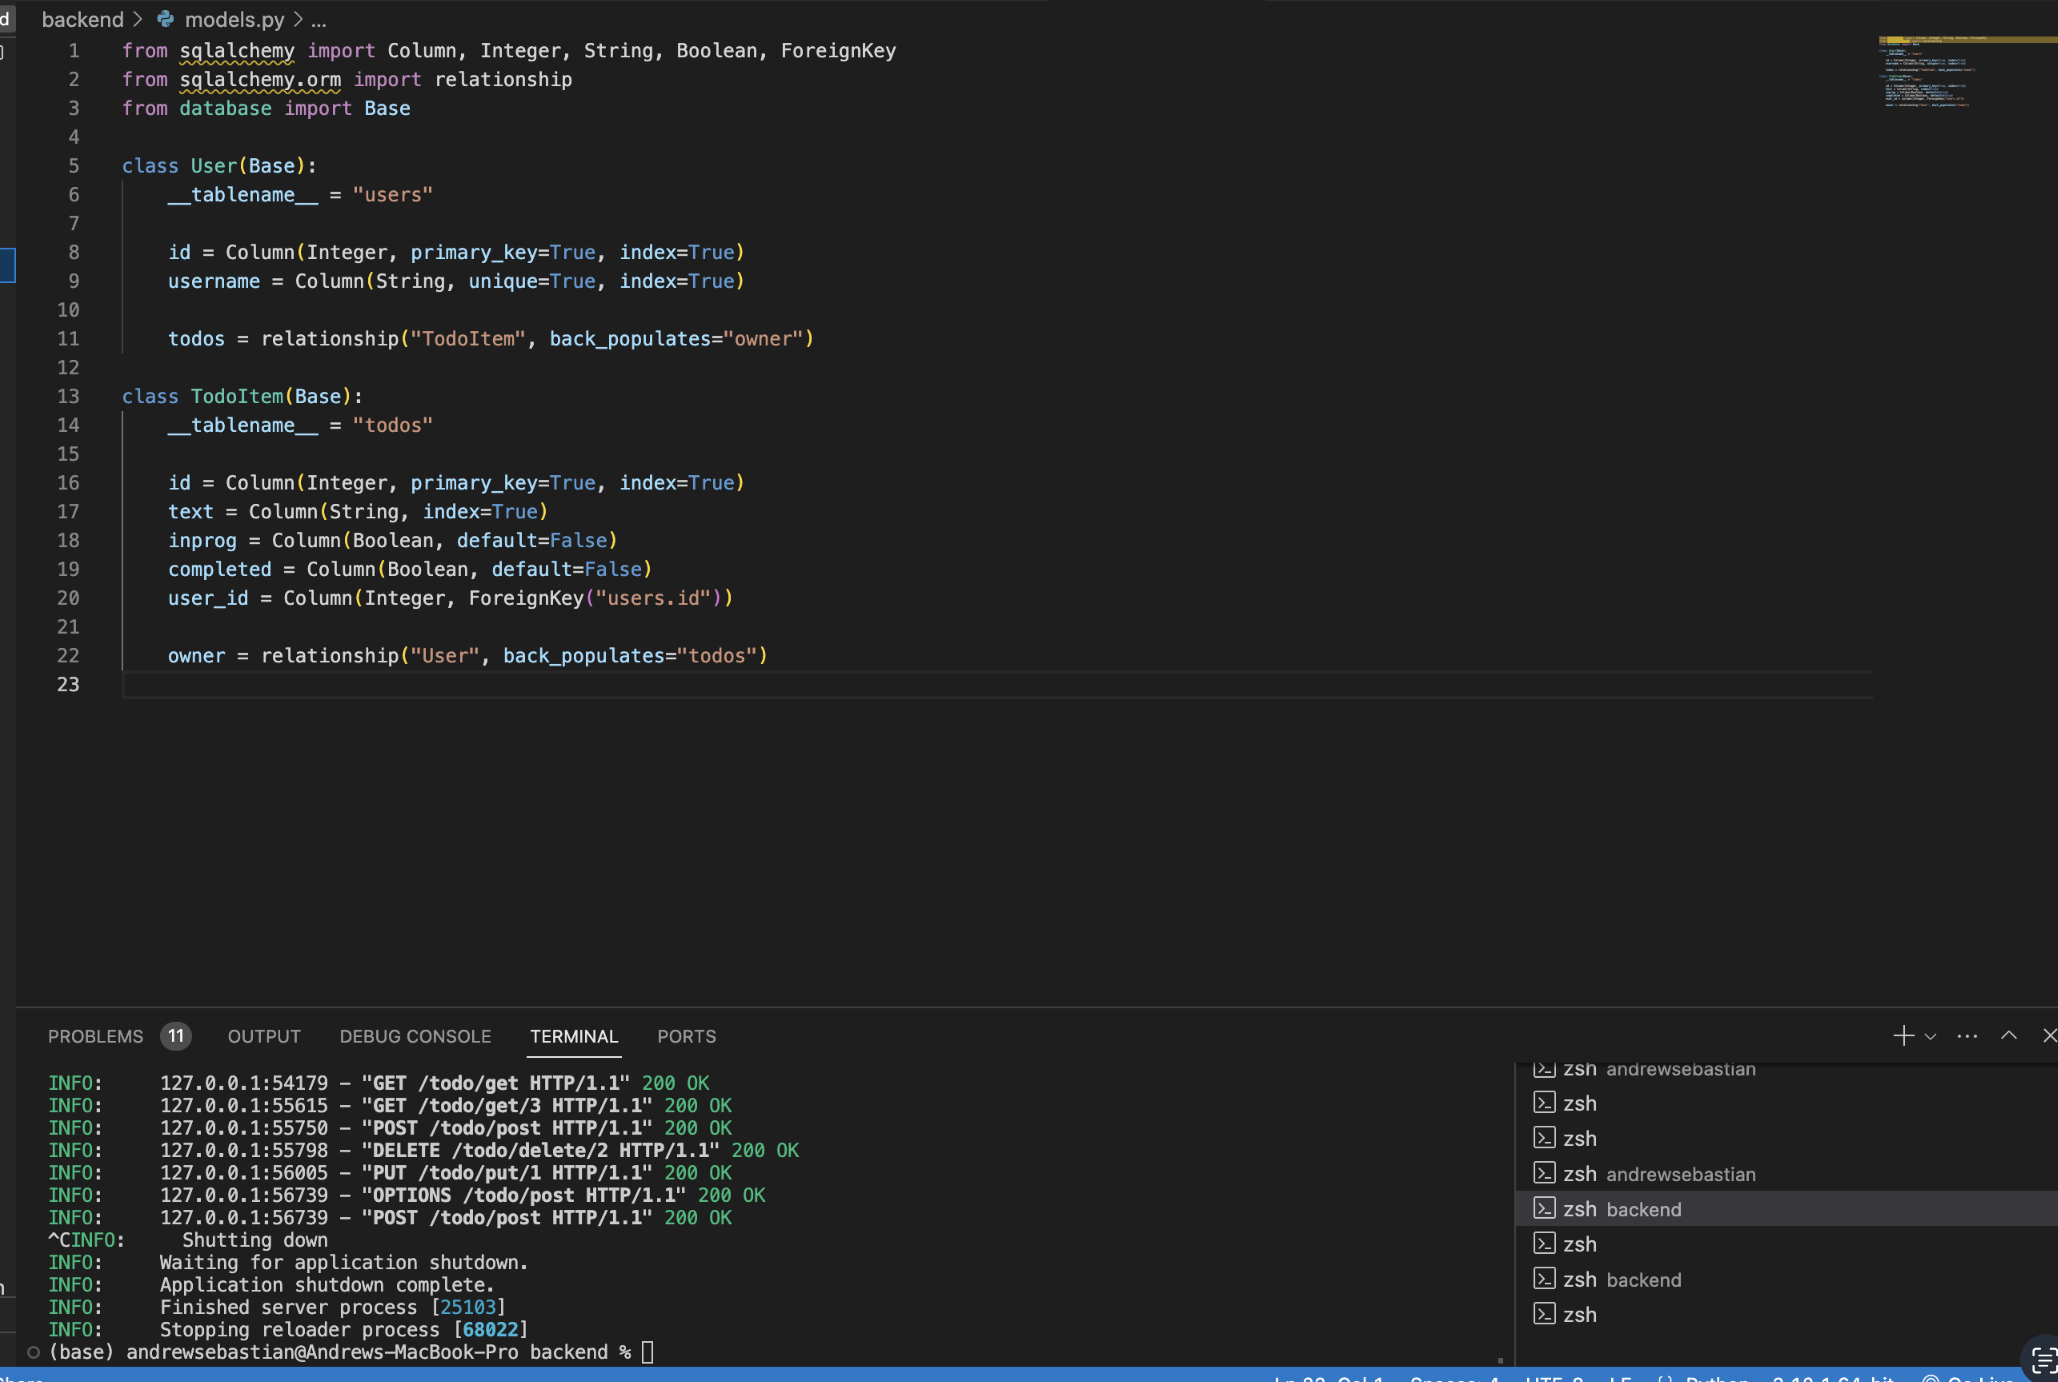 backend > models.py > ...
1 from sqlalchemy import Column, Integer, String, Boolean, ForeignKey
2 from sqlalchemy.orm import relationship
3 from database import Base
4
5 class User(Base):
6     __tablename__ = "users"
7
8     id = Column(Integer, primary_key=True, index=True)
9     username = Column(String, unique=True, index=True)
10
11     todos = relationship("TodoItem", back_populates="owner")
12
13 class TodoItem(Base):
14     __tablename__ = "todos"
15
16     id = Column(Integer, primary_key=True, index=True)
17     text = Column(String, index=True)
18     inprog = Column(Boolean, default=False)
19     completed = Column(Boolean, default=False)
20     user_id = Column(Integer, ForeignKey("users.id"))
21
22     owner = relationship("User", back_populates="todos")
23
PROBLEMS 11 OUTPUT DEBUG CONSOLE TERMINAL PORTS
INFO:     127.0.0.1:54179 – "GET /todo/get HTTP/1.1" 200 OK
INFO:     127.0.0.1:55615 – "GET /todo/get/3 HTTP/1.1" 200 OK
INFO:     127.0.0.1:55750 – "POST /todo/post HTTP/1.1" 200 OK
INFO:     127.0.0.1:55798 – "DELETE /todo/delete/2 HTTP/1.1" 200 OK
INFO:     127.0.0.1:56005 – "PUT /todo/put/1 HTTP/1.1" 200 OK
INFO:     127.0.0.1:56739 – "OPTIONS /todo/post HTTP/1.1" 200 OK
INFO:     127.0.0.1:56739 – "POST /todo/post HTTP/1.1" 200 OK
^CINFO:     Shutting down
INFO:     Waiting for application shutdown.
INFO:     Application shutdown complete.
INFO:     Finished server process [25103]
INFO:     Stopping reloader process [68022]
(base) andrewsebastian@Andrews-MacBook-Pro backend %
zsh andrewsebastian
zsh
zsh
zsh andrewsebastian
zsh backend
zsh
zsh backend
zsh